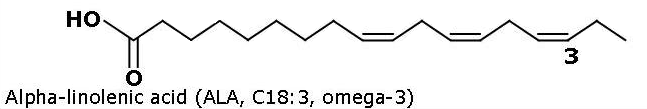 HO
O
3
Alpha-linolenic acid (ALA, C18:3, omega-3)